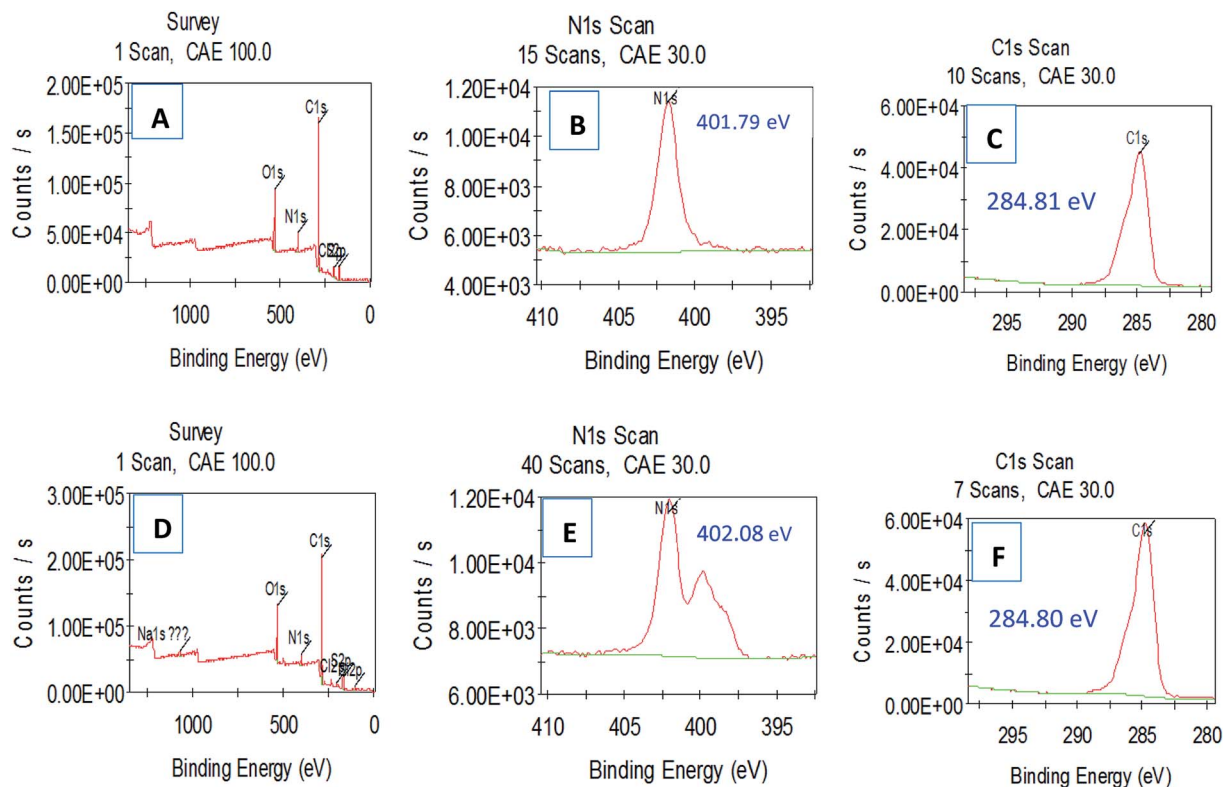 Survey
1 Scan, CAE 100.0
2.00E+05
1.50E+05
1.00E+05
5.00E+04
0.00E+00
Counts / s
A
C1s
O1s
N1s
1000
500
0
Binding Energy (eV)
N1s Scan
15 Scans, CAE 30.0
1.20E+04
1.00E+04
8.00E+03
6.00E+03
4.00E+03
Counts / s
B
N1s
401.79 eV
410
405
400
395
Binding Energy (eV)
C1s Scan
10 Scans, CAE 30.0
6.00E+04
4.00E+04
2.00E+04
0.00E+00
Counts / s
C
C1s
284.81 eV
295
290
285
280
Binding Energy (eV)
Survey
1 Scan, CAE 100.0
3.00E+05
2.00E+05
1.00E+05
0.00E+00
Counts / s
D
C1s
O1s
Na1s ???
N1s
S2p
1000
500
0
Binding Energy (eV)
N1s Scan
40 Scans, CAE 30.0
1.20E+04
1.00E+04
8.00E+03
6.00E+03
Counts / s
E
N1s
402.08 eV
410
405
400
395
Binding Energy (eV)
C1s Scan
7 Scans, CAE 30.0
6.00E+04
4.00E+04
2.00E+04
0.00E+00
Counts / s
F
C1s
284.80 eV
295
290
285
280
Binding Energy (eV)